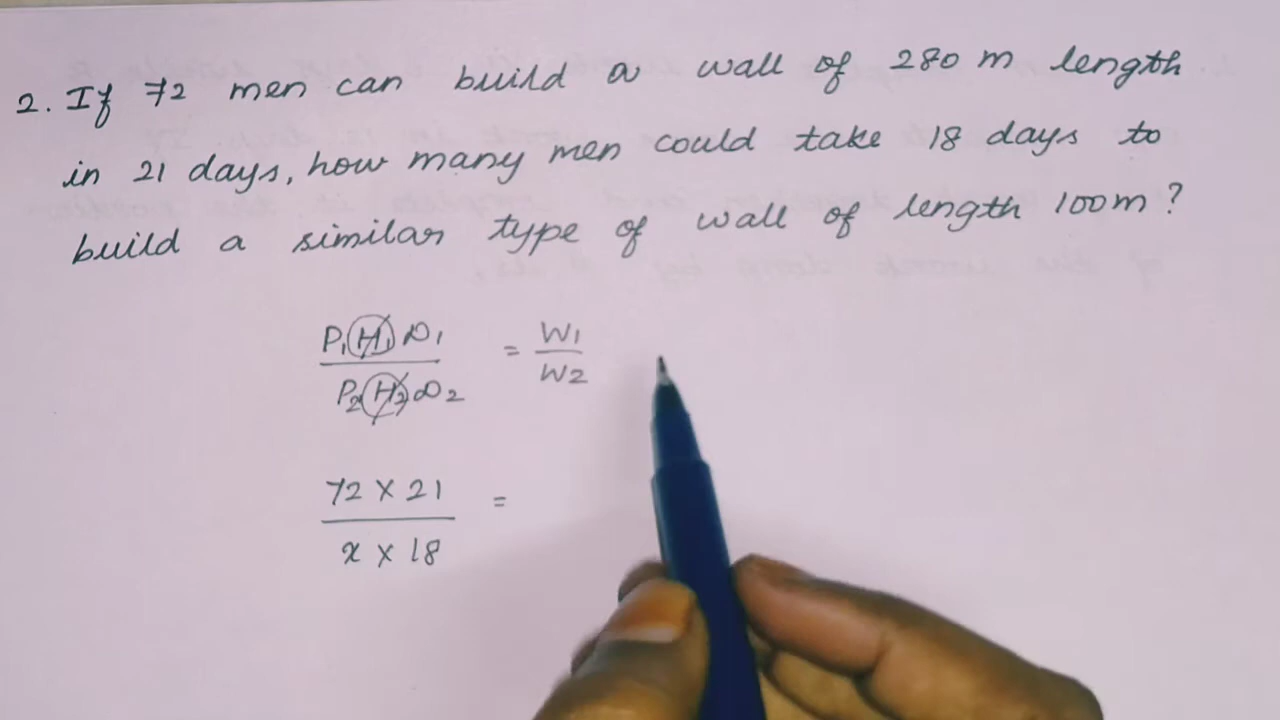 2. If 72 men can build a wall of 280 m length
in 21 days, how many men could take 18 days to
build a similar type of wall of length 100m?
P1 H1 D1 / P2 H2 D2 = W1 / W2
72 × 21 / x × 18 =